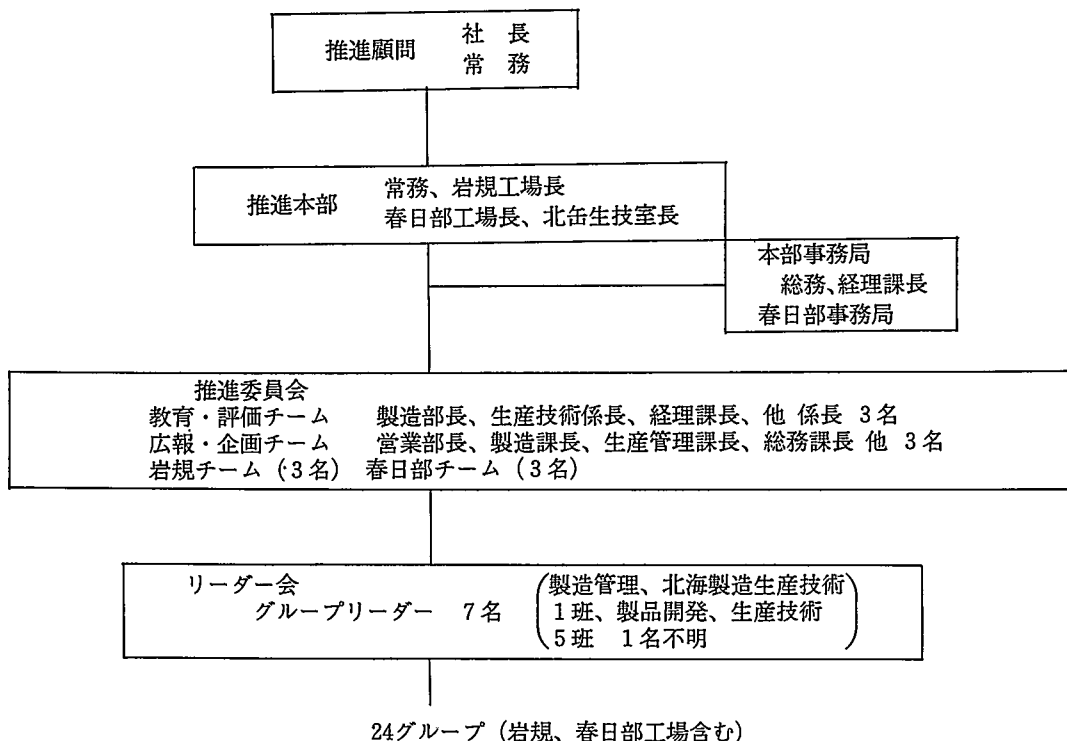 推進顧問 社 長
常 務
推進本部 常務、岩規工場長
春日部工場長、北缶生技室長
本部事務局
総務、経理課長
春日部事務局
推進委員会
教育・評価チーム 製造部長、生産技術係長、経理課長、他 係長 3名
広報・企画チーム 営業部長、製造課長、生産管理課長、総務課長 他 3名
岩規チーム (3名) 春日部チーム (3名)
リーダー会
グループリーダー 7名
(製造管理、北海製造生産技術
1班、製品開発、生産技術
5班 1名不明)
24グループ (岩規、春日部工場含む)